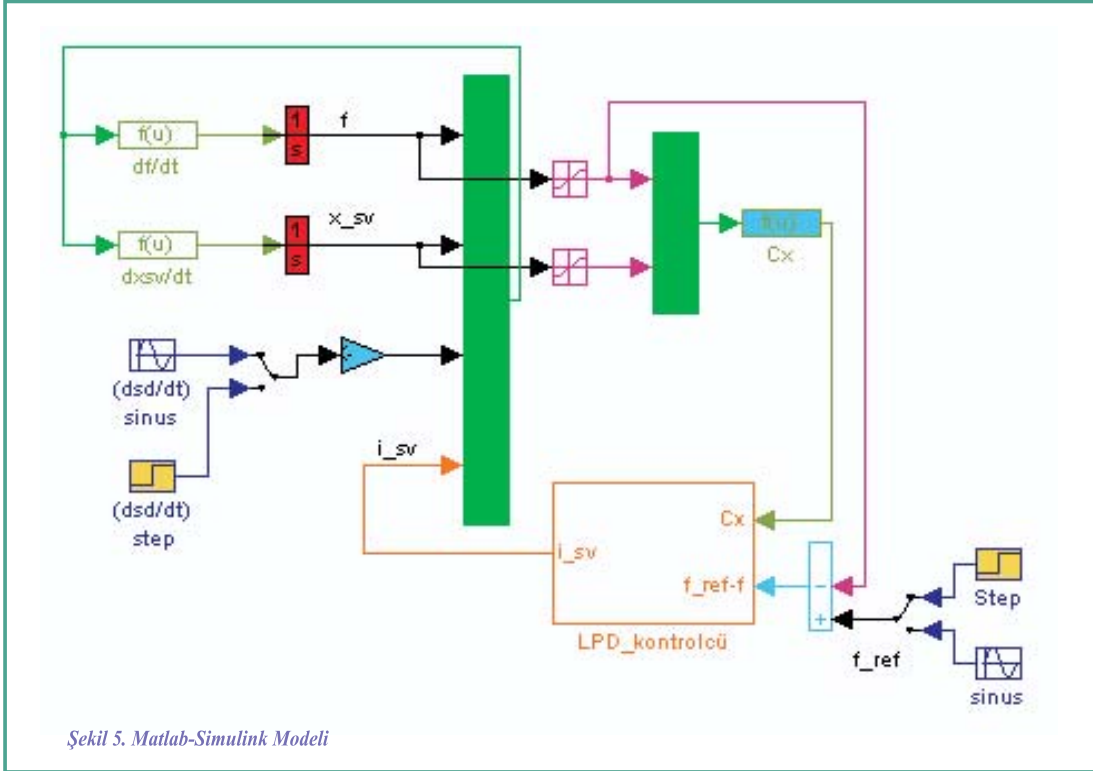 f(u)
df/dt
1
s
f
f(u)
dxsv/dt
1
s
x_sv
f(u)
Cx
(dsd/dt)
sinus
(dsd/dt)
step
i_sv
Cx
i_sv
f_ref-f
LPD_kontrolcü
-
+
f_ref
Step
sinus
Şekil 5. Matlab-Simulink Modeli